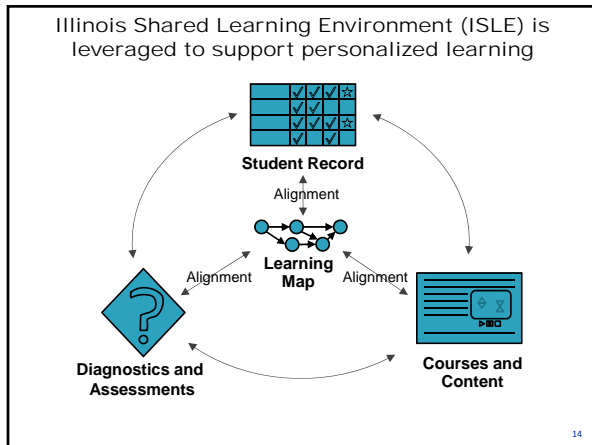 Illinois Shared Learning Environment (ISLE) is
leveraged to support personalized learning
Student Record
Alignment
Learning
Map
Alignment
Alignment
Diagnostics and
Assessments
Courses and
Content
14